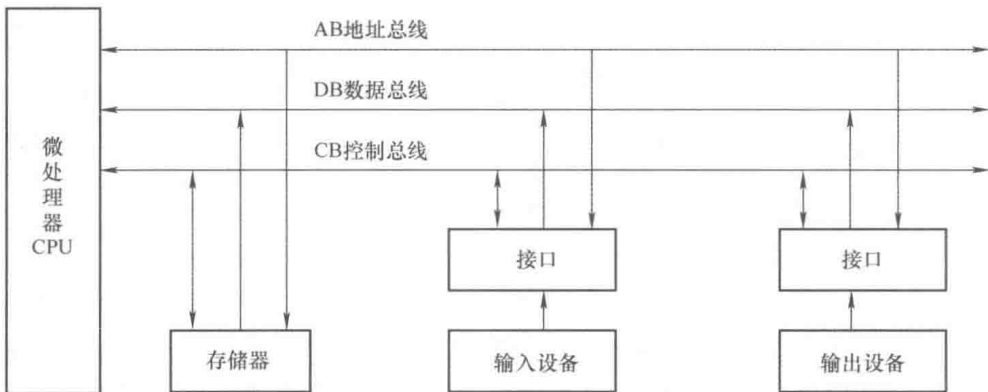 AB地址总线
DB数据总线
CB控制总线
微
处
理
器
CPU
接口
接口
存储器
输入设备
输出设备